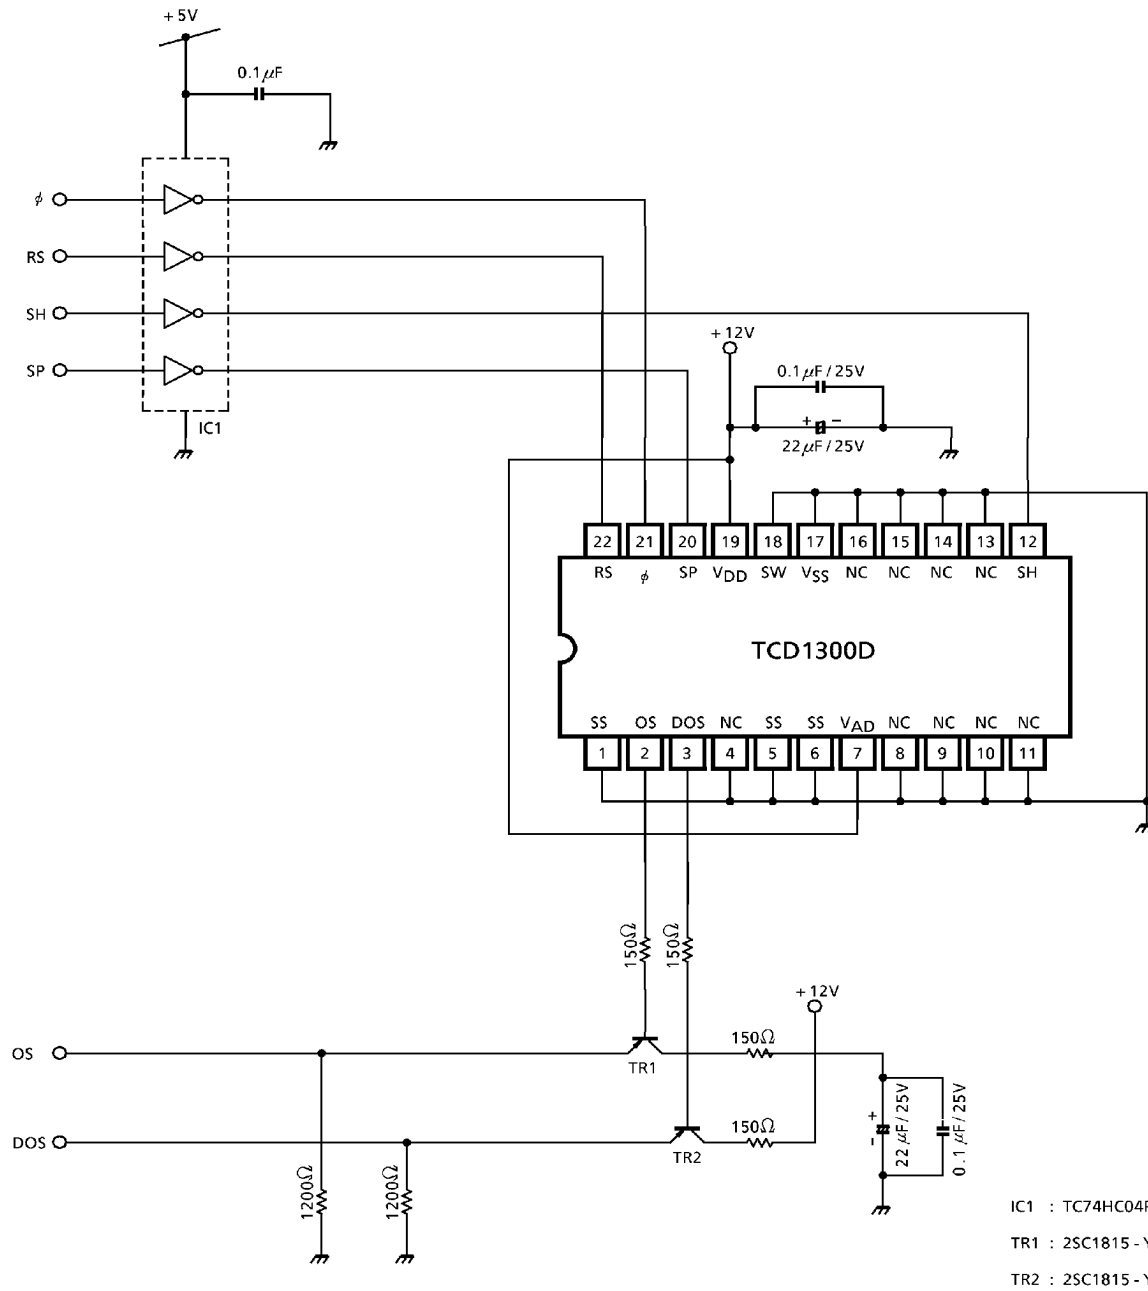 +5V
0.1μF
ϕ
RS
SH
SP
IC1
+12V
0.1μF/25V
+ −
22μF/25V
22 21 20 19 18 17 16 15 14 13 12
RS ϕ SP VDD SW VSS NC NC NC NC SH
TCD1300D
SS OS DOS NC SS SS VAD NC NC NC NC
1 2 3 4 5 6 7 8 9 10 11
150Ω
150Ω
+12V
OS
TR1
150Ω
DOS
TR2
150Ω
+
−
22μF/25V
0.1μF/25V
1200Ω
1200Ω
IC1 : TC74HC04P
TR1 : 2SC1815-Y
TR2 : 2SC1815-Y